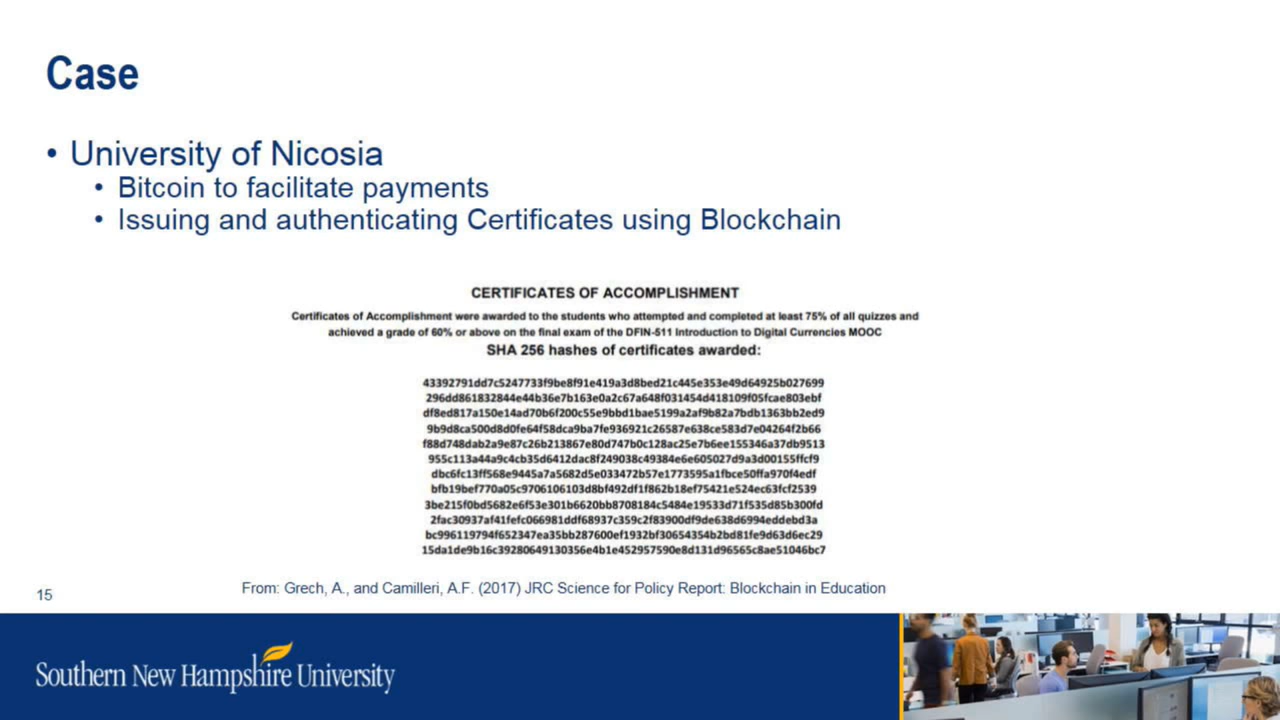 Case
• University of Nicosia
• Bitcoin to facilitate payments
• Issuing and authenticating Certificates using Blockchain
CERTIFICATES OF ACCOMPLISHMENT
Certificates of Accomplishment were awarded to the students who attempted and completed at least 75% of all quizzes and
achieved a grade of 60% or above on the final exam of the DFIN-511 Introduction to Digital Currencies MOOC
SHA 256 hashes of certificates awarded:
43392791dd7c5247733f9be8f91e419a3d8bed21c445e353e49d64925b027699
296dd861832844e44b36e7b163e0a2c67a648f031454d418109f05fcae803ebf
df8ed817a150e14ad70b6f200c55e9bbd1bae5199a2af9b82a7bdb1363bb2ed9
9b9d8ca500d8d0fe64f58dca9ba7fe936921c26587e638ce583d7e04264f2b66
f88d748dab2a9e87c26b213867e80d747b0c128ac25e7b6ee155346a37db9513
955c113a44a9c4cb35d6412dac8f249038c49384e6e605027d9a3d00155ffcf9
dbc6fc13ff568e9445a7a5682d5e033472b57e1773595a1fbce50ffa970f4edf
bfb19bef770a05c9706106103d8bf492df1f862b18ef75421e524ec63fcf2539
3be215f0bd5682e6f53e301b6620bb8708184c5484e19533d71f535d85b300fd
2fac30937af41fefc066981ddf68937c359c2f83900df9de638d6994eddebd3a
bc996119794f652347ea35bb287600ef1932bf30654354b2bd81fe9d63d6ec29
15da1de9b16c39280649130356e4b1e452957590e8d131d96565c8ae51046bc7
From: Grech, A., and Camilleri, A.F. (2017) JRC Science for Policy Report: Blockchain in Education
15
Southern New Hampshire University